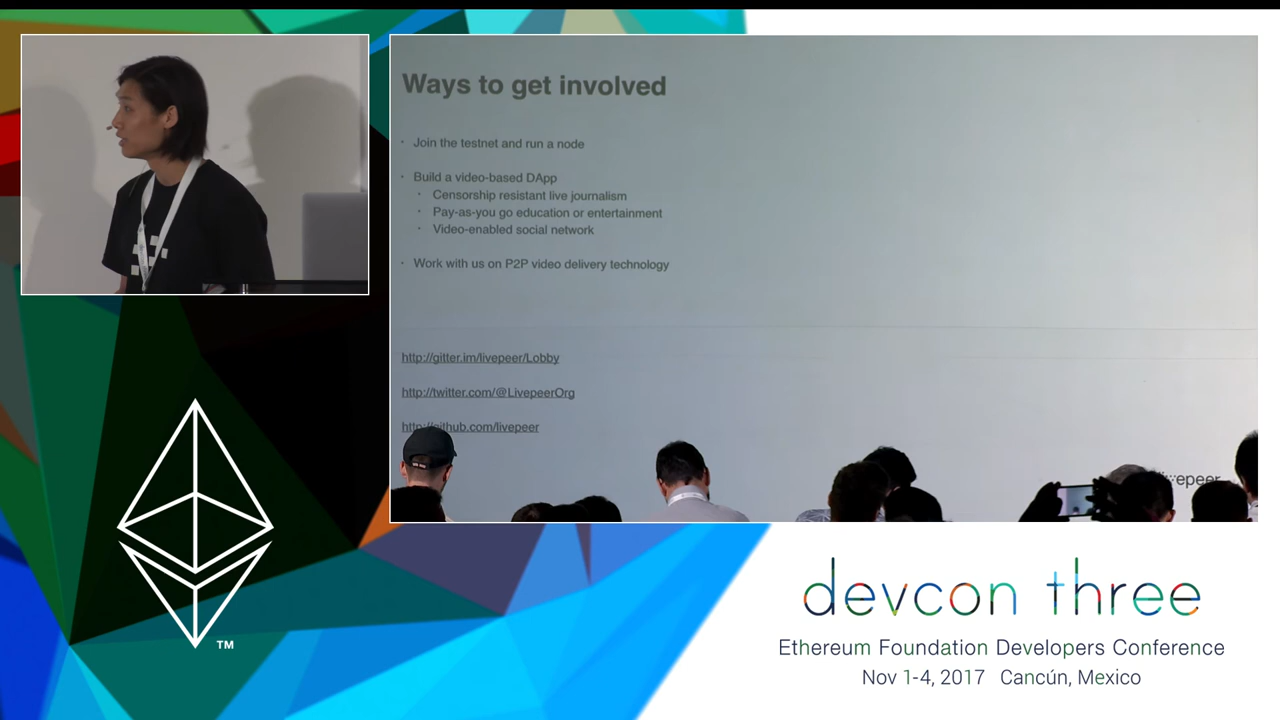 Ways to get involved
· Join the testnet and run a node
· Build a video-based DApp
· Censorship resistant live journalism
· Pay-as-you go education or entertainment
· Video-enabled social network
· Work with us on P2P video delivery technology
http://gitter.im/livepeer/Lobby
http://twitter.com/@LivepeerOrg
http://github.com/livepeer
livepeer
TM
devcon three
Ethereum Foundation Developers Conference
Nov 1-4, 2017 Cancún, Mexico